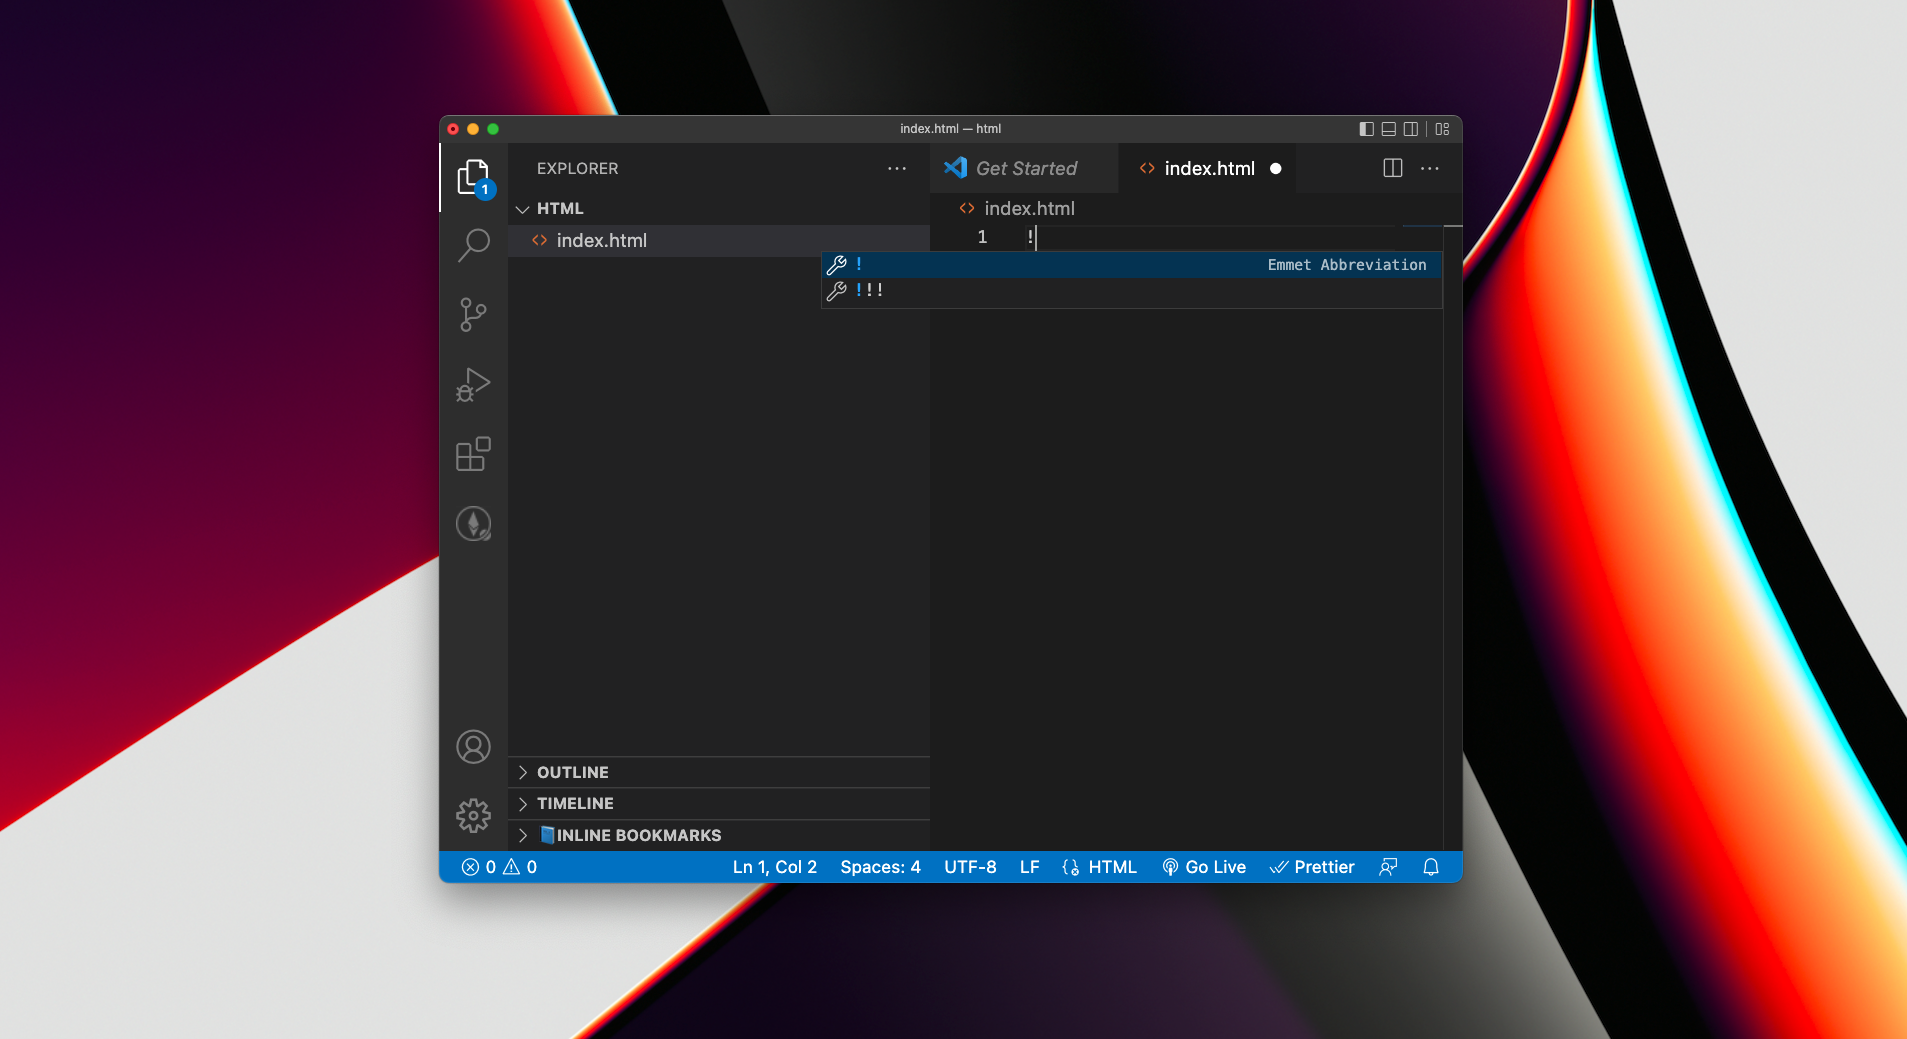 index.html — html
EXPLORER
Get Started
index.html
HTML
index.html
index.html
1
1 !
! Emmet Abbreviation
!!!
OUTLINE
TIMELINE
INLINE BOOKMARKS
0 0 Ln 1, Col 2 Spaces: 4 UTF-8 LF HTML Go Live Prettier